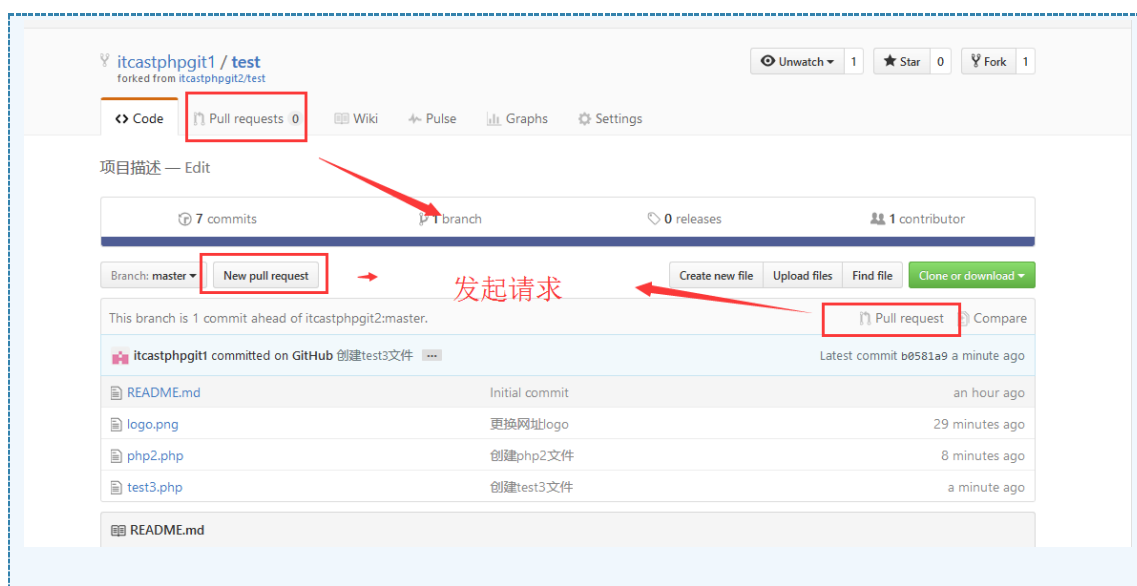 itcastphpgit1 / test
forked from itcastphpgit2/test
Unwatch 1 Star 0 Fork 1
Code Pull requests 0 Wiki Pulse Graphs Settings
项目描述 — Edit
7 commits 1 branch 0 releases 1 contributor
Branch: master New pull request Create new file Upload files Find file Clone or download
发起请求
This branch is 1 commit ahead of itcastphpgit2:master. Pull request Compare
itcastphpgit1 committed on GitHub 创建test3文件 ... Latest commit b0581a9 a minute ago
README.md Initial commit an hour ago
logo.png 更换网址logo 29 minutes ago
php2.php 创建php2文件 8 minutes ago
test3.php 创建test3文件 a minute ago
README.md